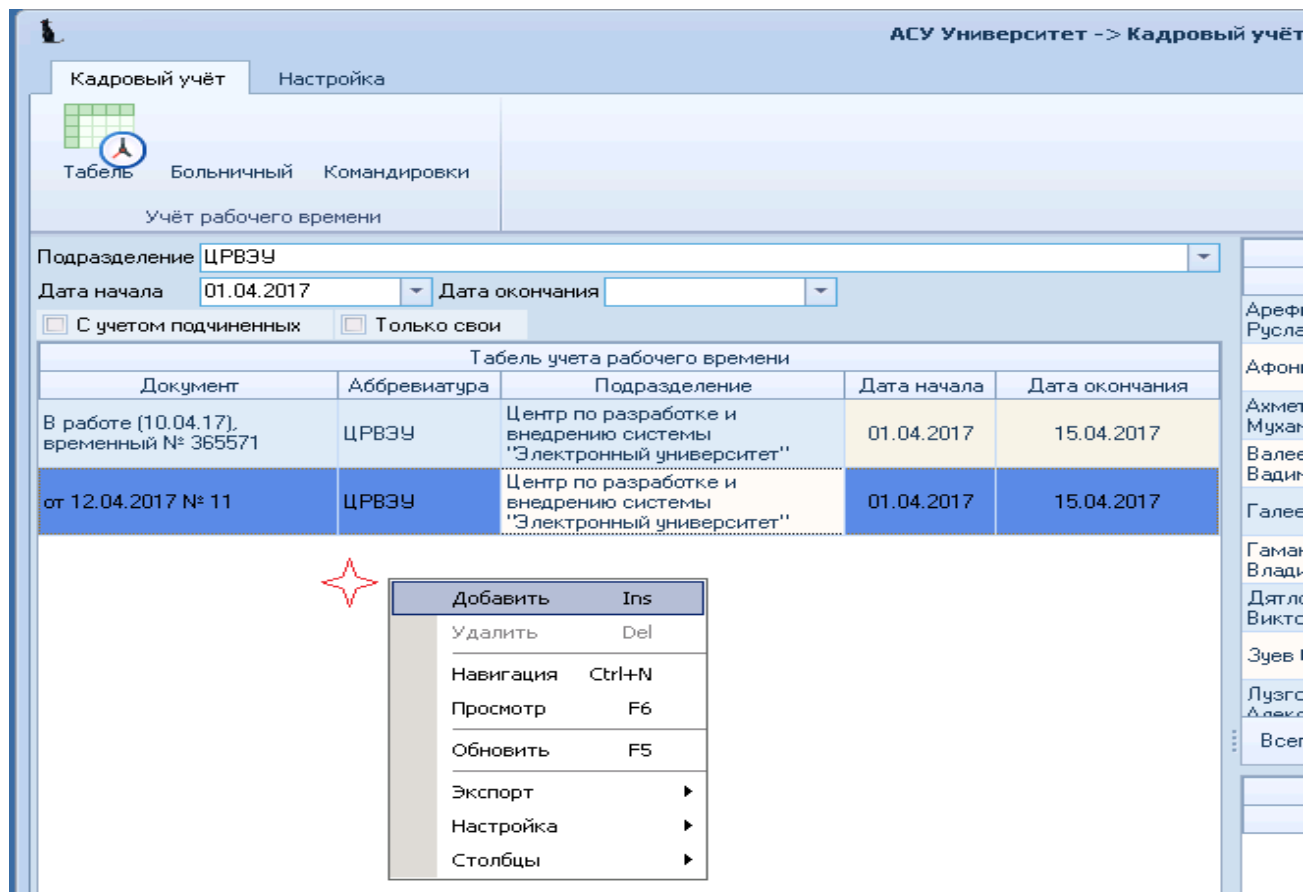 АСУ Университет -> Кадровый учёт
Кадровый учёт Настройка
Табель Больничный Командировки
Учёт рабочего времени
Подразделение ЦРВЭУ
Дата начала 01.04.2017 Дата окончания
С учетом подчиненных Только свои
Табель учета рабочего времени
Документ Аббревиатура Подразделение Дата начала Дата окончания
В работе (10.04.17),
временный № 365571
ЦРВЭУ
Центр по разработке и
внедрению системы
"Электронный университет"
01.04.2017 15.04.2017
от 12.04.2017 № 11
ЦРВЭУ
Центр по разработке и
внедрению системы
"Электронный университет"
01.04.2017 15.04.2017
Добавить Ins
Удалить Del
Навигация Ctrl+N
Просмотр F6
Обновить F5
Экспорт
Настройка
Столбцы
Зуев